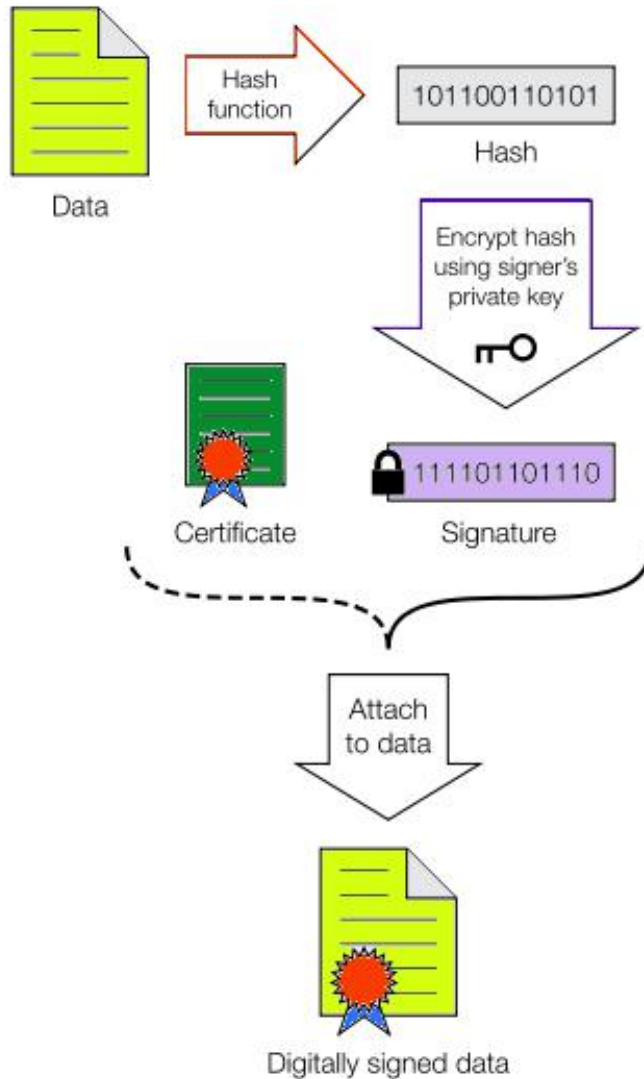 Hash
function
101100110101
Hash
Data
Encrypt hash
using signer's
private key
111101101110
Certificate
Signature
Attach
to data
Digitally signed data